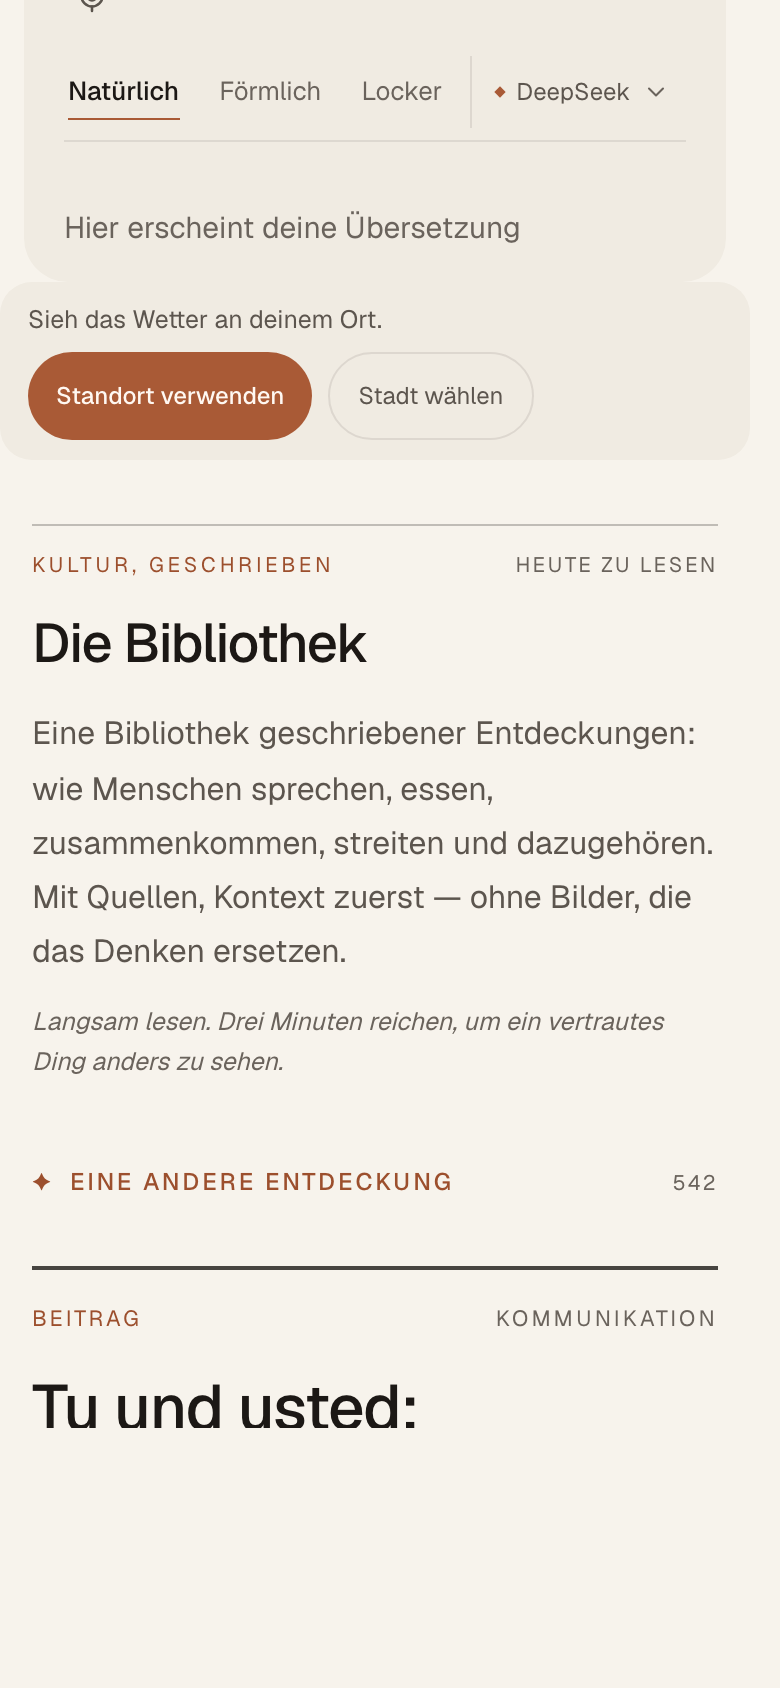 Natürlich Förmlich Locker DeepSeek
Hier erscheint deine Übersetzung
Sieh das Wetter an deinem Ort.
Standort verwenden Stadt wählen
KULTUR, GESCHRIEBEN HEUTE ZU LESEN
Die Bibliothek
Eine Bibliothek geschriebener Entdeckungen:
wie Menschen sprechen, essen,
zusammenkommen, streiten und dazugehören.
Mit Quellen, Kontext zuerst — ohne Bilder, die
das Denken ersetzen.
Langsam lesen. Drei Minuten reichen, um ein vertrautes
Ding anders zu sehen.
EINE ANDERE ENTDECKUNG 542
BEITRAG KOMMUNIKATION
Tu und usted: